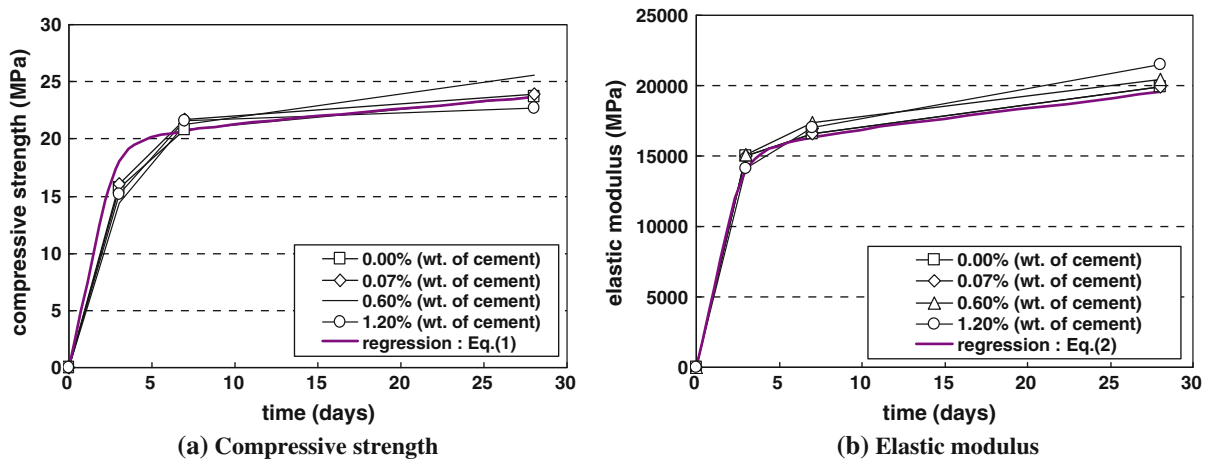 compressive strength (MPa)
30
25
20
15
10
5
0
0 5 10 15 20 25 30
time (days)
0.00% (wt. of cement)
0.07% (wt. of cement)
0.60% (wt. of cement)
1.20% (wt. of cement)
regression : Eq.(1)
(a) Compressive strength
elastic modulus (MPa)
25000
20000
15000
10000
5000
0
0 5 10 15 20 25 30
time (days)
0.00% (wt. of cement)
0.07% (wt. of cement)
0.60% (wt. of cement)
1.20% (wt. of cement)
regression : Eq.(2)
(b) Elastic modulus